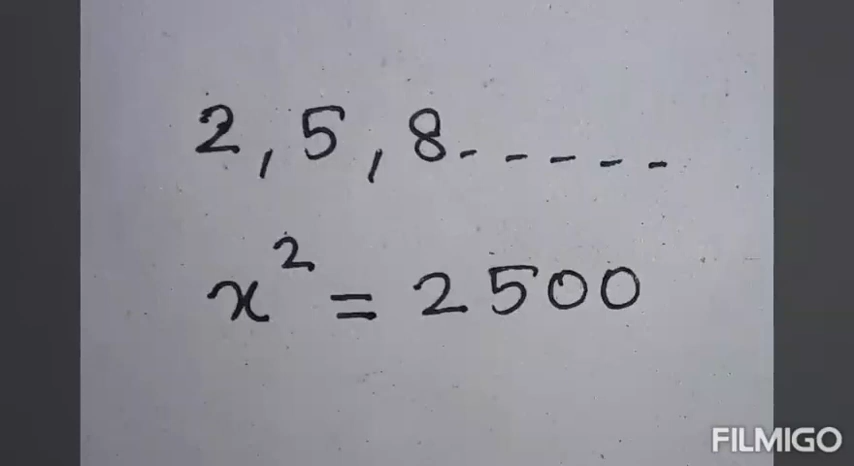 2, 5, 8 - - - - -
x² = 2500
FILMIGO